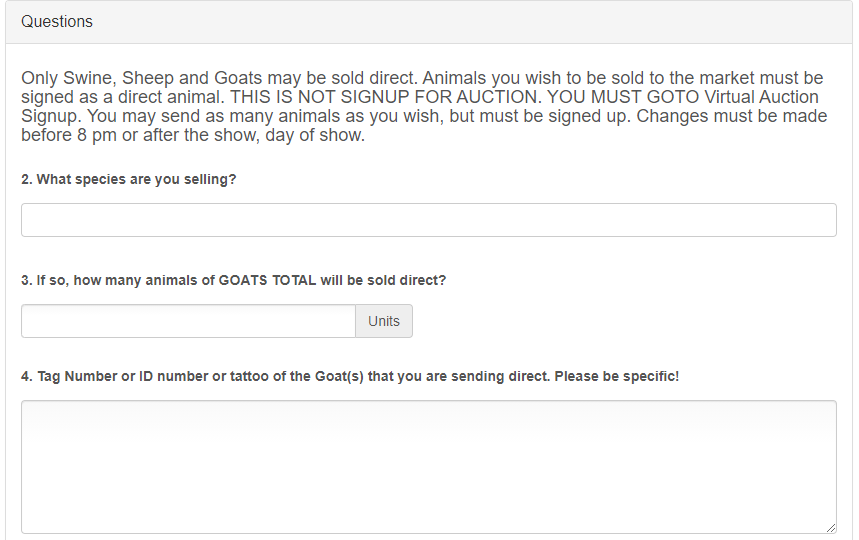 Questions
Only Swine, Sheep and Goats may be sold direct. Animals you wish to be sold to the market must be
signed as a direct animal. THIS IS NOT SIGNUP FOR AUCTION. YOU MUST GOTO Virtual Auction
Signup. You may send as many animals as you wish, but must be signed up. Changes must be made
before 8 pm or after the show, day of show.
2. What species are you selling?
3. If so, how many animals of GOATS TOTAL will be sold direct?
Units
4. Tag Number or ID number or tattoo of the Goat(s) that you are sending direct. Please be specific!